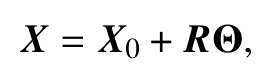 X = X₀ + RΘ,